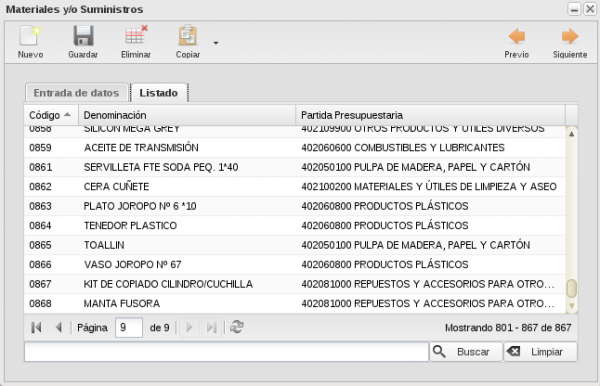 Materiales y/o Suministros
Nuevo Guardar Eliminar Copiar Previo Siguiente
Entrada de datos Listado
Código Denominación Partida Presupuestaria
0858 SILICON MEGA GREY 402109900 OTROS PRODUCTOS Y ÚTILES DIVERSOS
0859 ACEITE DE TRANSMISIÓN 402060600 COMBUSTIBLES Y LUBRICANTES
0861 SERVILLETA FTE SODA PEQ. 1*40 402050100 PULPA DE MADERA, PAPEL Y CARTÓN
0862 CERA CUÑETE 402100200 MATERIALES Y ÚTILES DE LIMPIEZA Y ASEO
0863 PLATO JOROPO Nº 6 *10 402060800 PRODUCTOS PLÁSTICOS
0864 TENEDOR PLASTICO 402060800 PRODUCTOS PLÁSTICOS
0865 TOALLIN 402050100 PULPA DE MADERA, PAPEL Y CARTÓN
0866 VASO JOROPO Nº 67 402060800 PRODUCTOS PLÁSTICOS
0867 KIT DE COPIADO CILINDRO/CUCHILLA 402081000 REPUESTOS Y ACCESORIOS PARA OTRO...
0868 MANTA FUSORA 402081000 REPUESTOS Y ACCESORIOS PARA OTRO...
Página 9 de 9 Mostrando 801 - 867 de 867
Buscar Limpiar